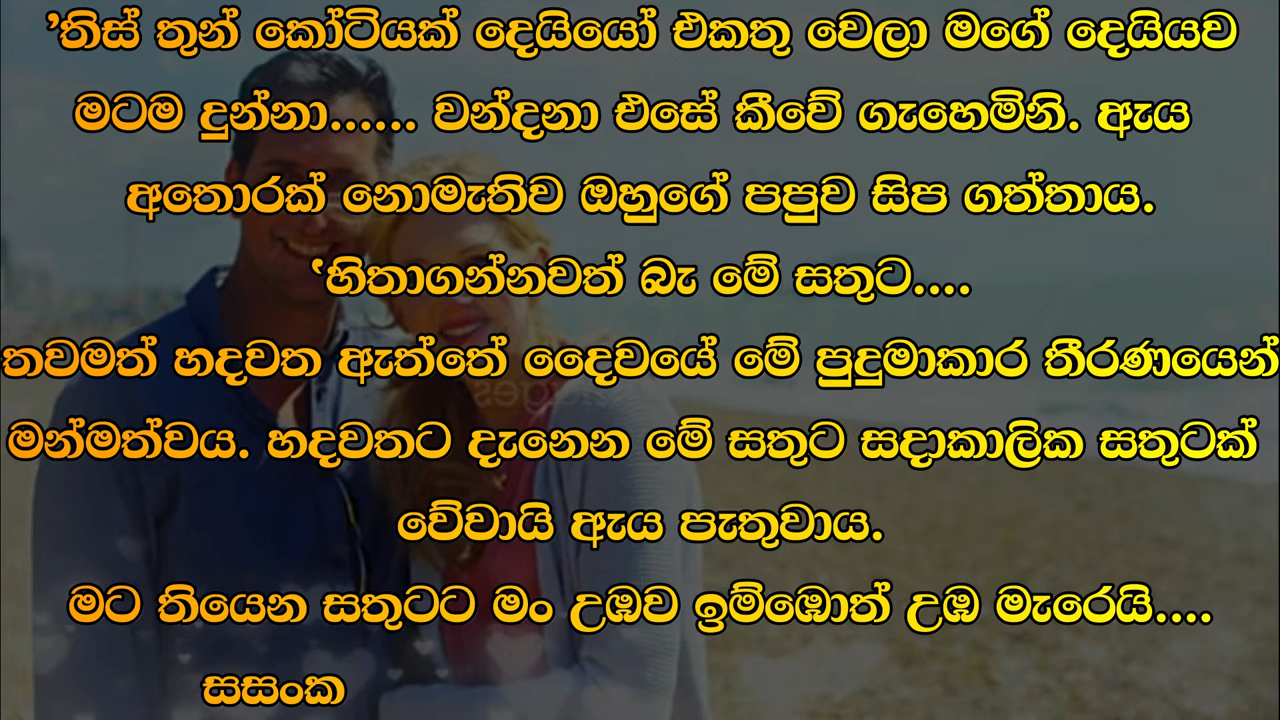 ’තිස් තුන් කෝටියක් දෙයියෝ එකතු වෙලා මගේ දෙයියව
මටම දුන්නා...... වන්දනා එසේ කීවේ ගැහෙමිනි. ඇය
අතොරක් නොමැතිව ඔහුගේ පපුව සිප ගත්තාය.
‘හිතාගන්නවත් බැ මේ සතුට....
තවමත් හදවත ඇත්තේ දෛවයේ මේ පුදුමාකාර තීරණයෙන්
මන්මත්වය. හදවතට දැනෙන මේ සතුට සදාකාලික සතුටක්
වේවායි ඇය පැතුවාය.
මට තියෙන සතුටට මං උඹව ඉම්බොත් උඹ මැරෙයි....
සසංක